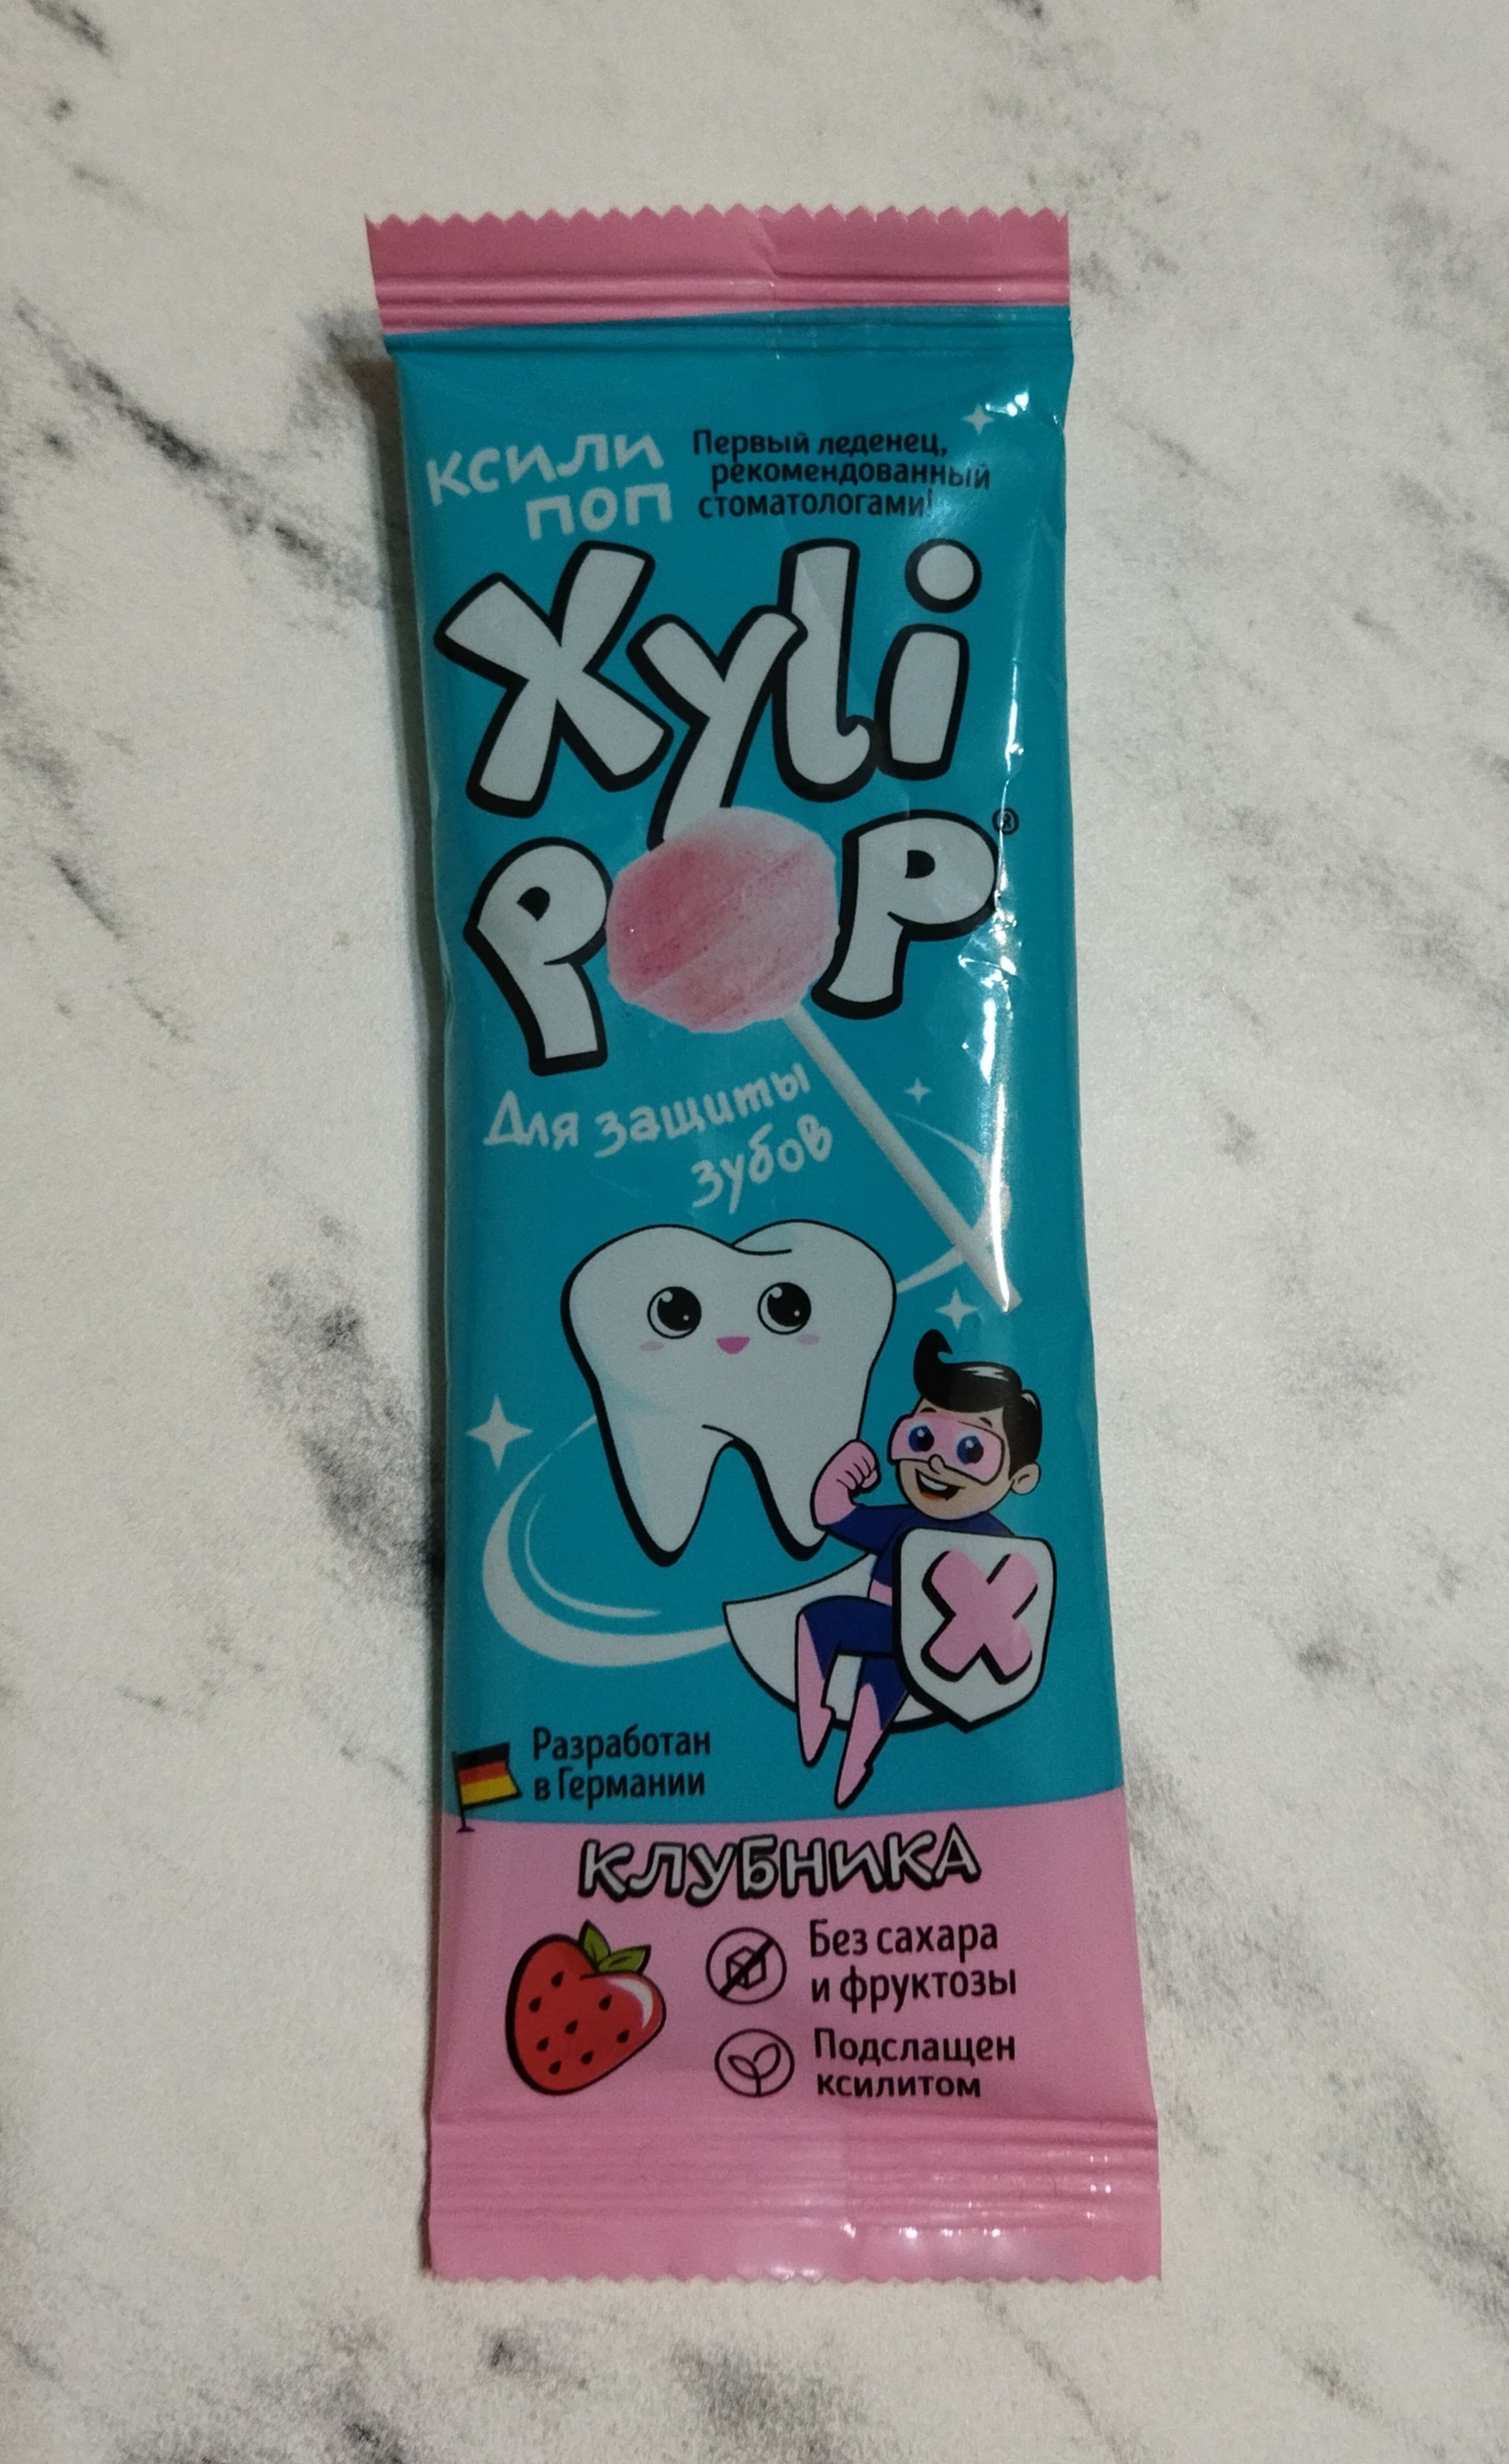 ксили
поп
Первый леденец,
рекомендованный
стоматологами!
Xyli
POP®
Для защиты
зубов
X
Разработан
в Германии
КЛУБНИКА
Без сахара
и фруктозы
Подслащен
ксилитом